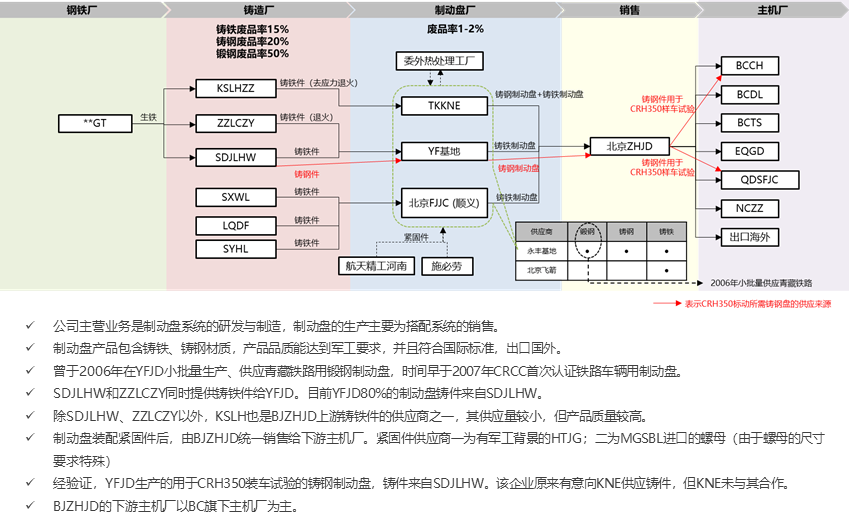 钢铁厂
铸造厂
制动盘厂
销售
主机厂
铸铁废品率15%
铸钢废品率20%
锻钢废品率50%
废品率1-2%
委外热处理工厂
**GT
生铁
KSLHZZ
ZZLCZY
SDJLHW
SXWL
LQDF
SYHL
铸铁件（去应力退火）
铸铁件（退火）
铸铁件
铸钢件
铸铁件
铸铁件
铸铁件
TKKNE
YF基地
北京FJJC (顺义)
紧固件
航天精工河南
施必劳
铸钢制动盘+铸铁制动盘
铸铁制动盘
铸钢制动盘
铸铁制动盘
北京ZHJD
铸钢件用于
CRH350样车试验
铸钢件用于
CRH350样车试验
BCCH
BCDL
BCTS
EQGD
QDSFJC
NCZZ
出口海外
供应商 锻钢 铸钢 铸铁
永丰基地 • • •
北京飞箭 •
2006年小批量供应青藏铁路
表示CRH350标动所需铸钢盘的供应来源
✓ 公司主营业务是制动盘系统的研发与制造，制动盘的生产主要为搭配系统的销售。
✓ 制动盘产品包含铸铁、铸钢材质，产品品质能达到军工要求，并且符合国际标准，出口国外。
✓ 曾于2006年在YFJD小批量生产、供应青藏铁路用锻钢制动盘，时间早于2007年CRCC首次认证铁路车辆用制动盘。
✓ SDJLHW和ZZLCZY同时提供铸铁件给YFJD。目前YFJD80%的制动盘铸件来自SDJLHW。
✓ 除SDJLHW、ZZLCZY以外，KSLH也是BJZHJD上游铸铁件的供应商之一，其供应量较小，但产品质量较高。
✓ 制动盘装配紧固件后，由BJZHJD统一销售给下游主机厂。紧固件供应商一为有军工背景的HTJG；二为MGSBL进口的螺母（由于螺母的尺寸
要求特殊）
✓ 经验证，YFJD生产的用于CRH350装车试验的铸钢制动盘，铸件来自SDJLHW。该企业原来有意向KNE供应铸件，但KNE未与其合作。
✓ BJZHJD的下游主机厂以BC旗下主机厂为主。